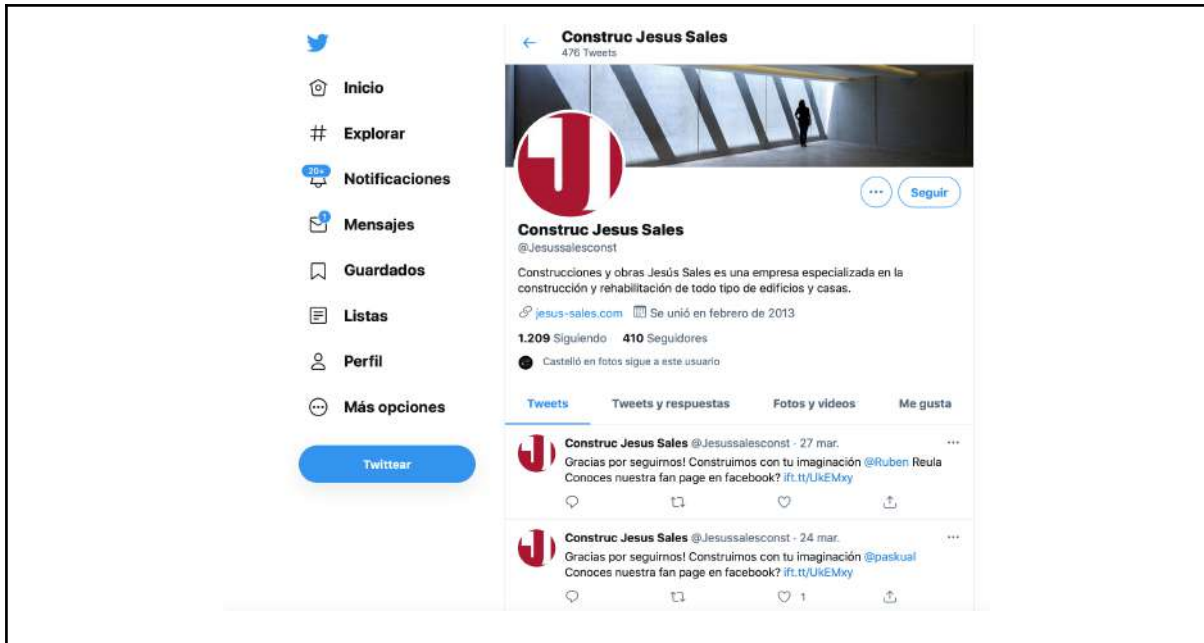 Construc Jesus Sales
476 Tweets
Inicio
Explorar
20+
Notificaciones
1
Mensajes
Guardados
Listas
Perfil
Más opciones
Twittear
J
Seguir
Construc Jesus Sales
@Jesussalesconst
Construcciones y obras Jesús Sales es una empresa especializada en la
construcción y rehabilitación de todo tipo de edificios y casas.
jesus-sales.com Se unió en febrero de 2013
1.209 Siguiendo 410 Seguidores
Castelló en fotos sigue a este usuario
Tweets Tweets y respuestas Fotos y videos Me gusta
Construc Jesus Sales @Jesussalesconst · 27 mar.
Gracias por seguirnos! Construimos con tu imaginación @Ruben Reula
Conoces nuestra fan page en facebook? ift.tt/UkEMxy
Construc Jesus Sales @Jesussalesconst · 24 mar.
Gracias por seguirnos! Construimos con tu imaginación @paskual
Conoces nuestra fan page en facebook? ift.tt/UkEMxy
1